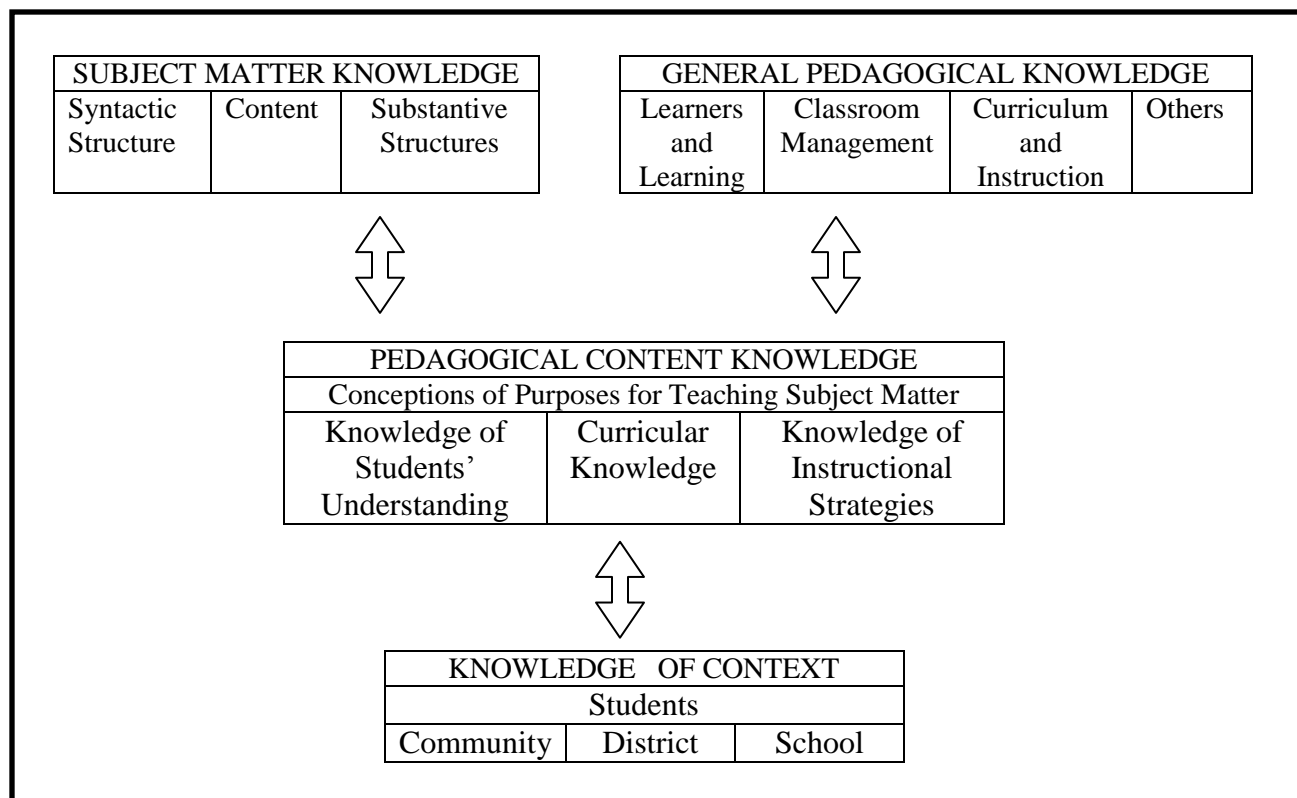 SUBJECT MATTER KNOWLEDGE
Syntactic
Structure
Content
Substantive
Structures
GENERAL PEDAGOGICAL KNOWLEDGE
Learners
and
Learning
Classroom
Management
Curriculum
and
Instruction
Others
PEDAGOGICAL CONTENT KNOWLEDGE
Conceptions of Purposes for Teaching Subject Matter
Knowledge of
Students’
Understanding
Curricular
Knowledge
Knowledge of
Instructional
Strategies
KNOWLEDGE OF CONTEXT
Students
Community
District
School